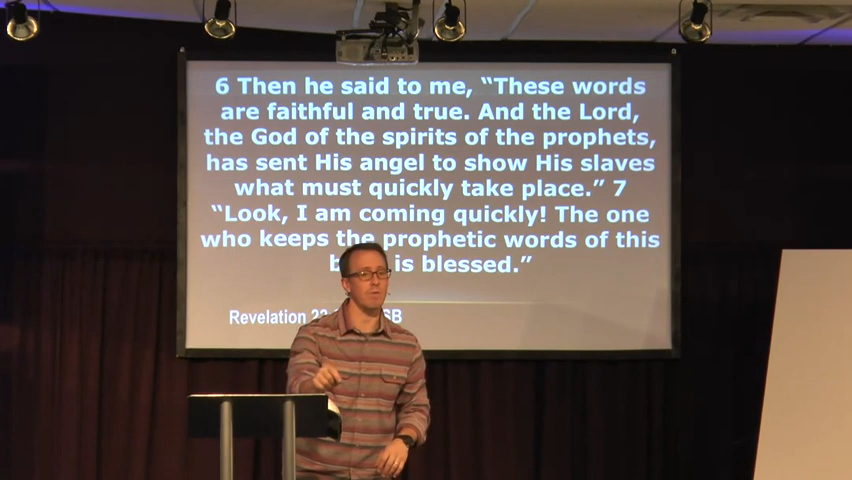 6 Then he said to me, “These words
are faithful and true. And the Lord,
the God of the spirits of the prophets,
has sent His angel to show His slaves
what must quickly take place.” 7
“Look, I am coming quickly! The one
who keeps the prophetic words of this
is blessed.”
Revelation